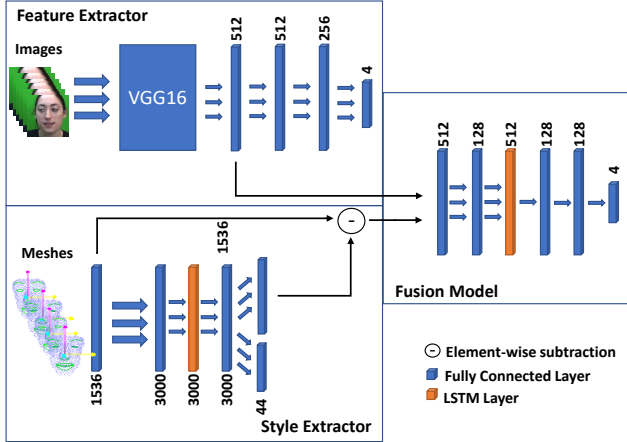 Feature Extractor
Images
VGG16
512
512
256
4
Meshes
1536
3000
3000
3000
1536
44
Style Extractor
-
512
128
512
128
128
4
Fusion Model
- Element-wise subtraction
Fully Connected Layer
LSTM Layer